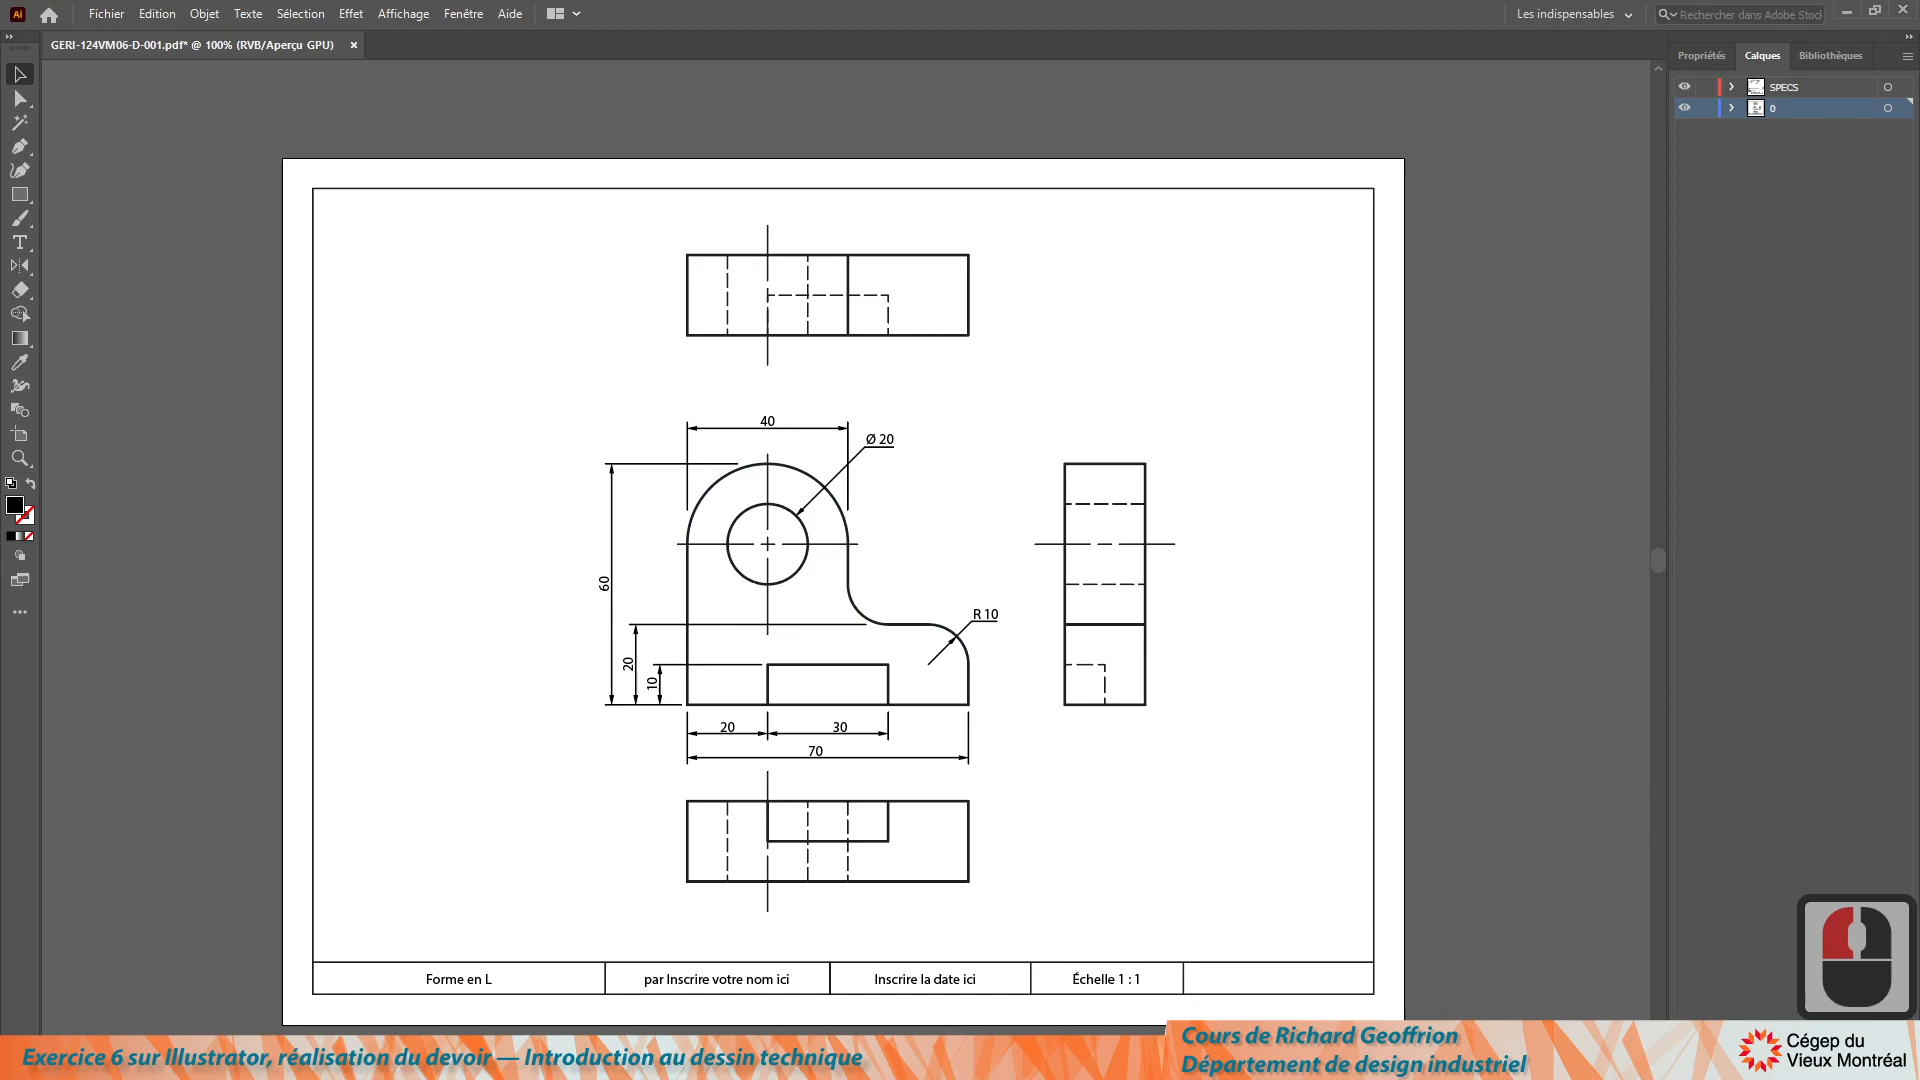 Ai
Fichier Edition Objet Texte Sélection Effet Affichage Fenêtre Aide
Les indispensables
Rechercher dans Adobe Stock
GERI-124VM06-D-001.pdf* @ 100% (RVB/Aperçu GPU)
Propriétés Calques Bibliothèques
SPECS
0
40
Ø 20
60
R 10
20
10
20 30
70
Forme en L par Inscrire votre nom ici Inscrire la date ici Échelle 1 : 1
Exercice 6 sur Illustrator, réalisation du devoir — Introduction au dessin technique
Cours de Richard Geoffrion
Département de design industriel
Cégep du
Vieux Montréal